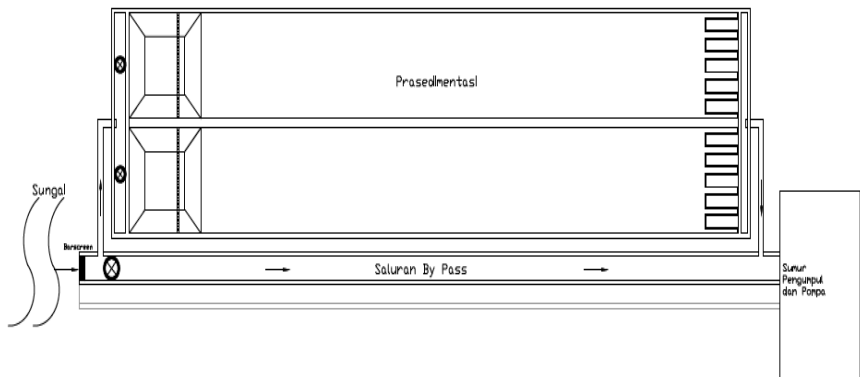 Prasedimentasi
Sungai
Barscreen
Saluran By Pass
Sumur
Pengumpul
dan Pompa